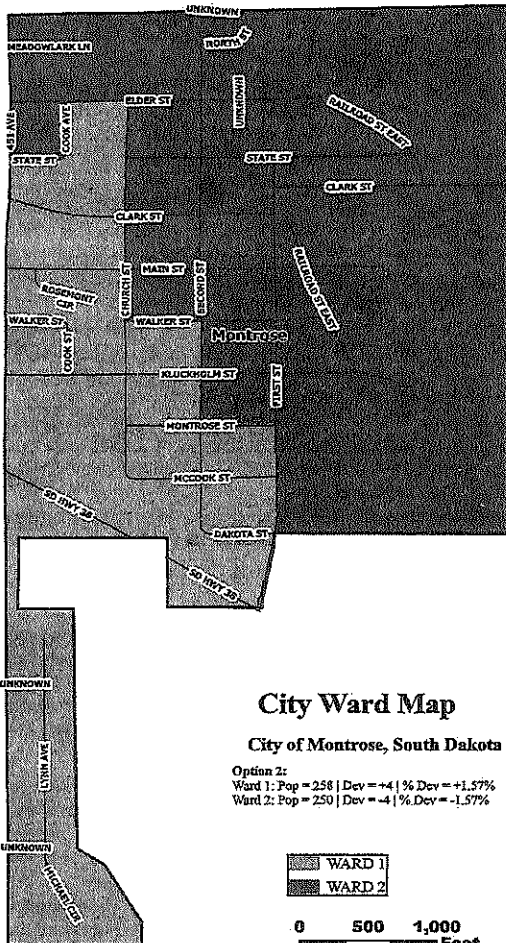 UNKNOWN
NORTH ST
MEADOWLARK LN
UNKNOWN
ELDER ST
RAILROAD ST EAST
453 AVE
COOK AVE
STATE ST
STATE ST
CLARK ST
CLARK ST
MAIN ST
CHURCH ST
SECOND ST
RAILROAD ST EAST
ROSEMONT
CIR
WALKER ST
WALKER ST
COOK ST
Montrose
KLUCKHOLM ST
FIRST ST
MONTROSE ST
MCCOOK ST
SD HWY 38
DAKOTA ST
SD HWY 38
UNKNOWN
LYNN AVE
UNKNOWN
MICHAEL CIR
City Ward Map
City of Montrose, South Dakota
Option 2:
Ward 1: Pop = 258 | Dev = +4 | % Dev = +1.57%
Ward 2: Pop = 250 | Dev = -4 | % Dev = -1.57%
WARD 1
WARD 2
0 500 1,000
Feet